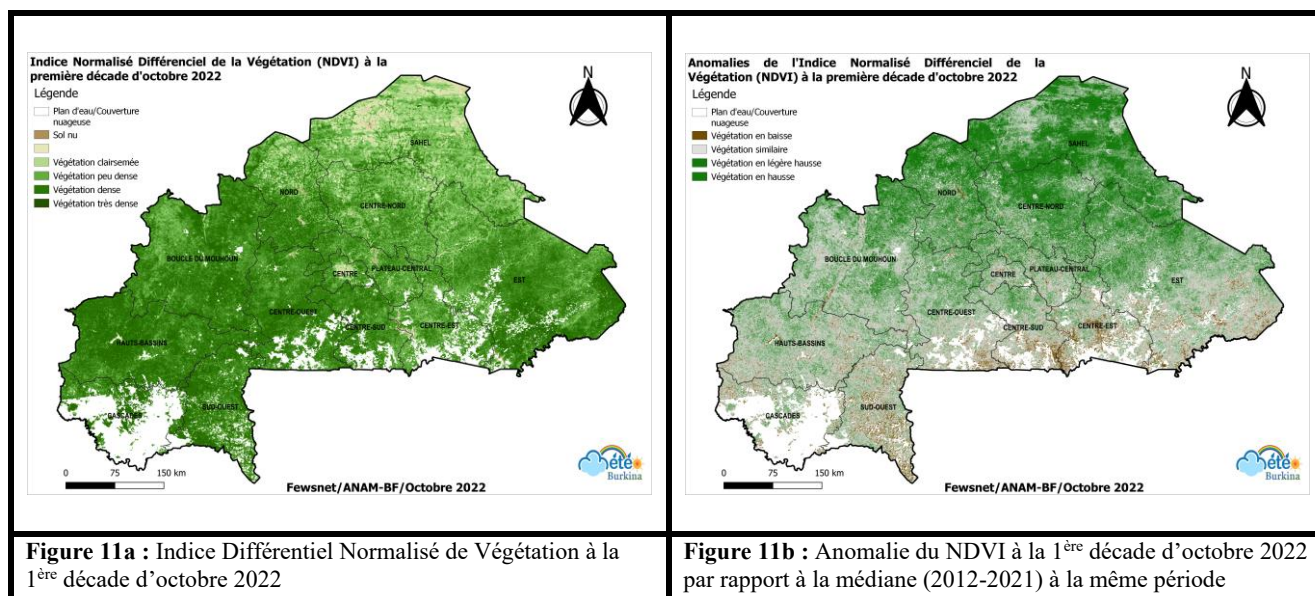 Indice Normalisé Différenciel de la Végétation (NDVI) à la
première décade d'octobre 2022
Légende
Plan d'eau/Couverture
nuageuse
Sol nu
Végétation clairsemée
Végétation peu dense
Végétation dense
Végétation très dense
N
SAHEL
NORD
CENTRE-NORD
BOUCLE DU MOUHOUN
CENTRE
PLATEAU-CENTRAL
EST
CENTRE-OUEST
CENTRE-SUD
CENTRE-EST
HAUTS-BASSINS
CASCADES
SUD-OUEST
0 75 150 km
Fewsnet/ANAM-BF/Octobre 2022
été
Burkina
Anomalies de l'Indice Normalisé Différenciel de la
Végétation (NDVI) à la première décade d'octobre 2022
Légende
Plan d'eau/Couverture
nuageuse
Végétation en baisse
Végétation similaire
Végétation en légère hausse
Végétation en hausse
N
SAHEL
NORD
CENTRE-NORD
BOUCLE DU MOUHOUN
CENTRE
PLATEAU-CENTRAL
EST
CENTRE-OUEST
CENTRE-SUD
CENTRE-EST
HAUTS-BASSINS
CASCADES
SUD-OUEST
0 75 150 km
Fewsnet/ANAM-BF/Octobre 2022
été
Burkina
Figure 11a : Indice Différentiel Normalisé de Végétation à la
1ère décade d'octobre 2022
Figure 11b : Anomalie du NDVI à la 1ère décade d'octobre 2022
par rapport à la médiane (2012-2021) à la même période